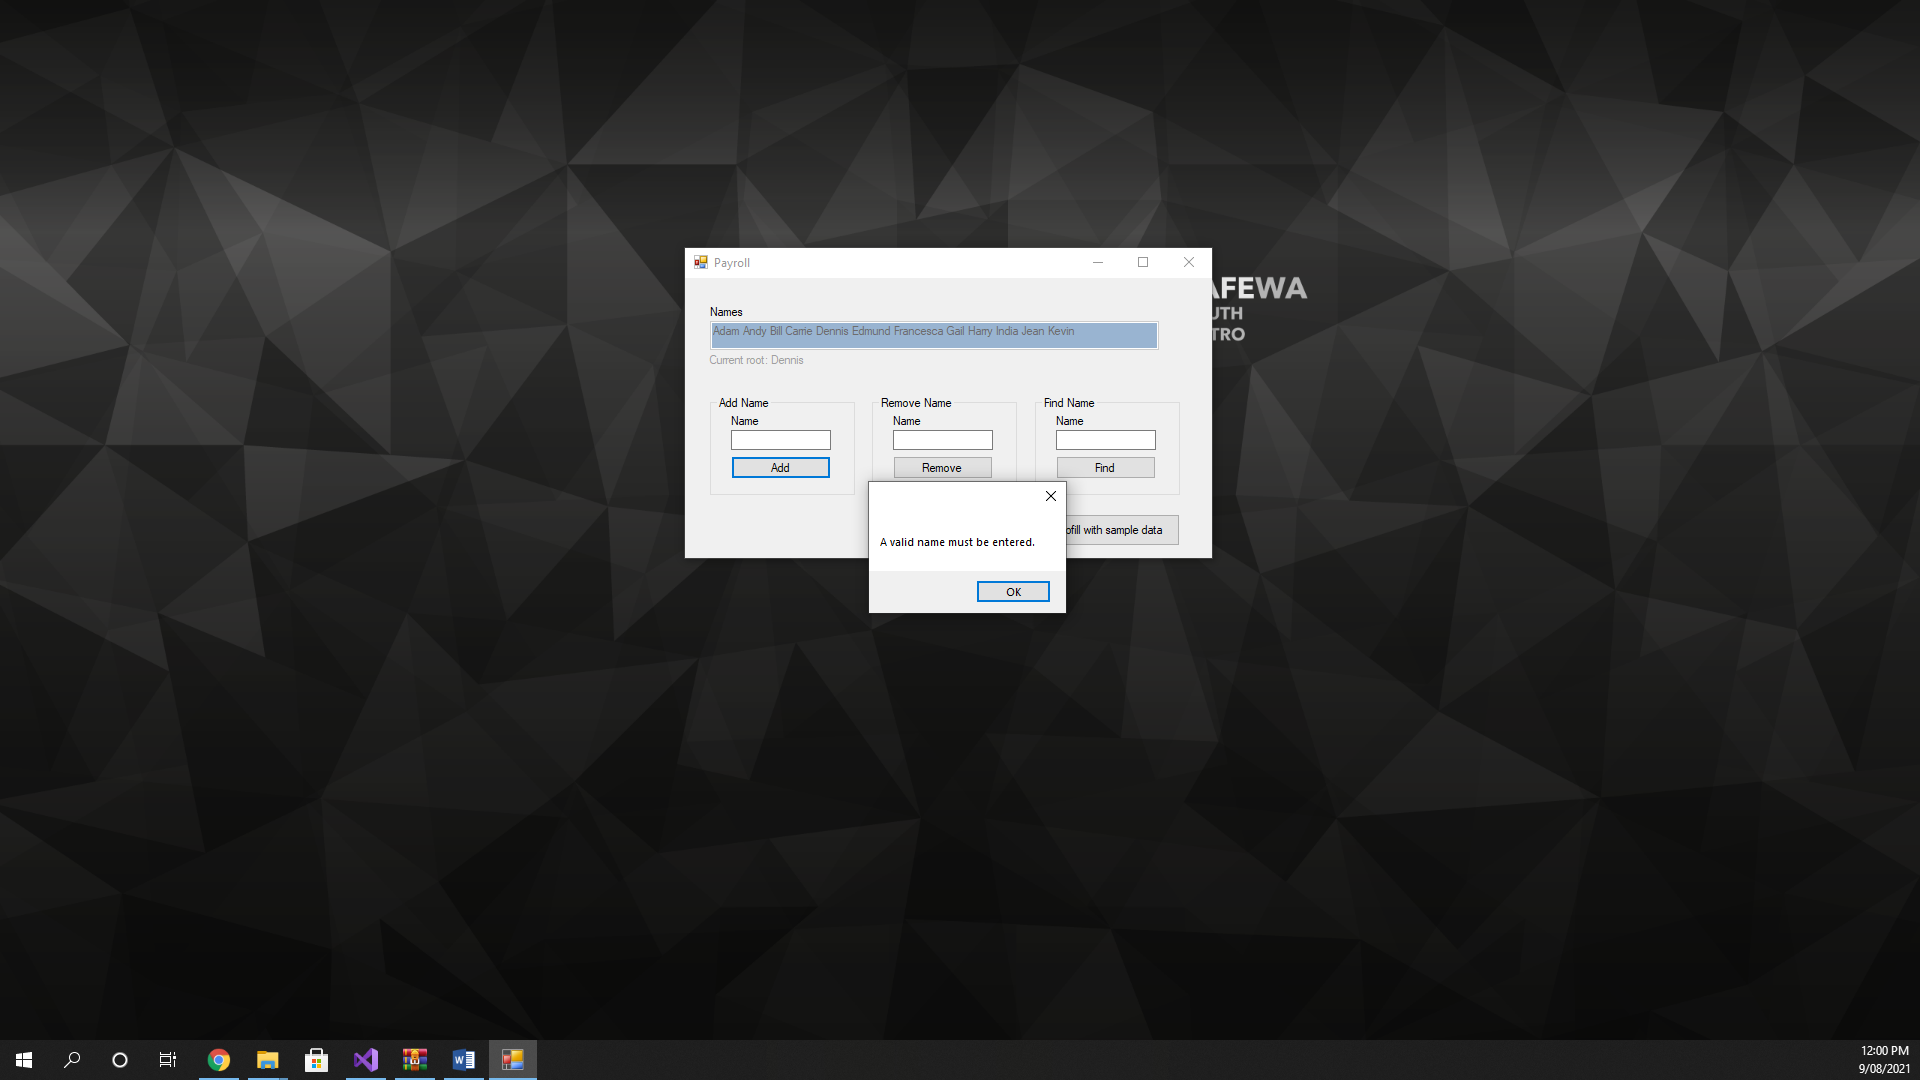 Payroll
AFEWA
UTH
TRO
Names
Adam Andy Bill Carrie Dennis Edmund Francesca Gail Harry India Jean Kevin
Current root: Dennis
Add Name
Remove Name
Find Name
Name
Name
Name
Add
Remove
Find
ofill with sample data
A valid name must be entered.
OK
12:00 PM
9/08/2021